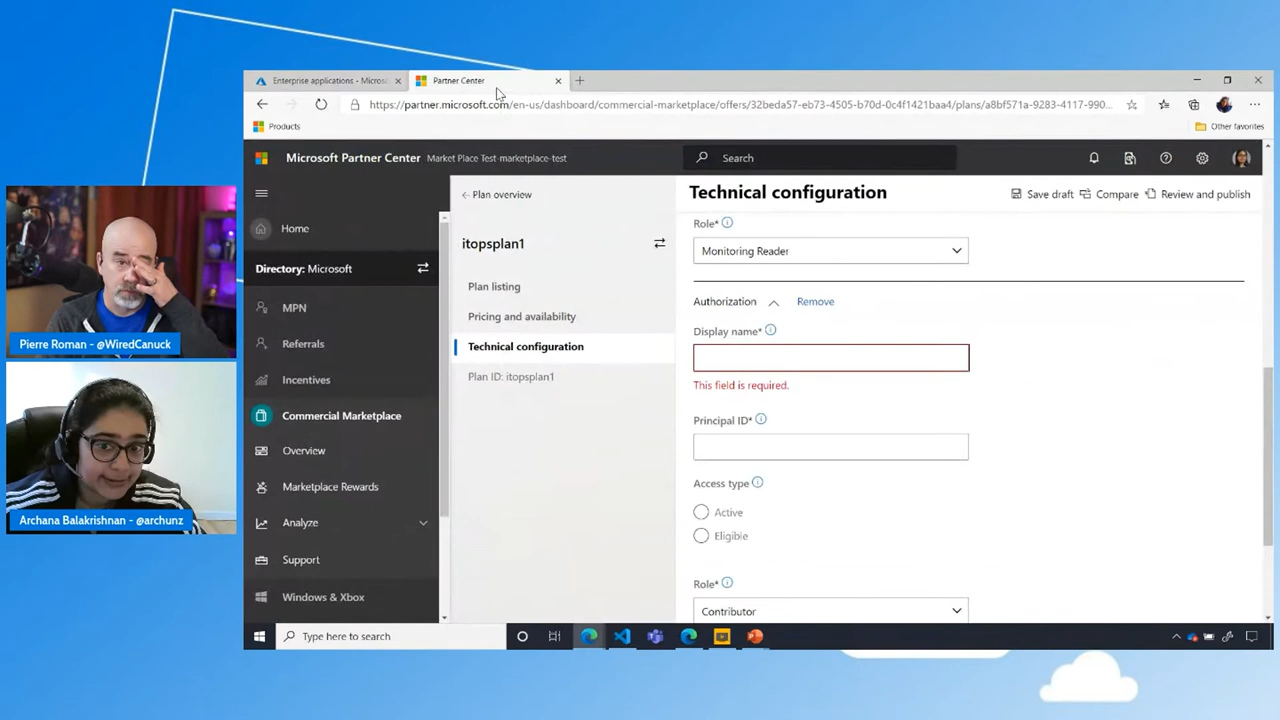 Enterprise applications - Micros
Partner Center
https://partner.microsoft.com/en-us/dashboard/commercial-marketplace/offers/32beda57-eb73-4505-b70d-0c4f1421baa4/plans/a8bf571a-9283-4117-990...
Products
Other favorites
Microsoft Partner Center
Market Place Test-marketplace-test
Search
Home
Directory: Microsoft
MPN
Referrals
Incentives
Commercial Marketplace
Overview
Marketplace Rewards
Analyze
Support
Windows & Xbox
Plan overview
itopsplan1
Plan listing
Pricing and availability
Technical configuration
Plan ID: itopsplan1
Technical configuration
Save draft
Compare
Review and publish
Role*
Monitoring Reader
Authorization
Remove
Display name*
This field is required.
Principal ID*
Access type
Active
Eligible
Role*
Contributor
Type here to search
Pierre Roman - @WiredCanuck
Archana Balakrishnan - @archunz